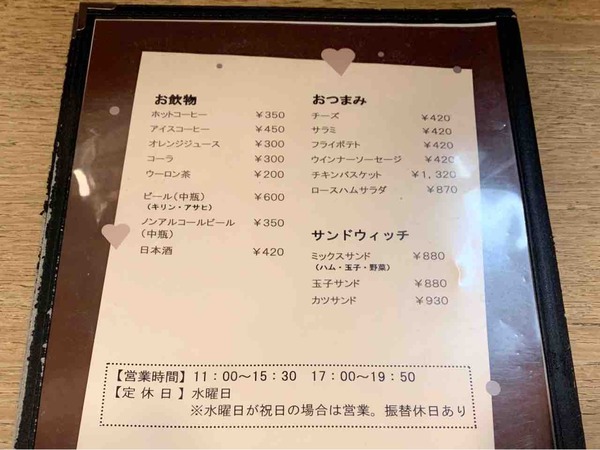 お飲物
ホットコーヒー ￥350
アイスコーヒー ￥450
オレンジジュース ￥300
コーラ ￥300
ウーロン茶 ￥200
ビール(中瓶) ￥600
(キリン・アサヒ)
ノンアルコールビール ￥350
(中瓶)
日本酒 ￥420
おつまみ
チーズ ￥420
サラミ ￥420
フライポテト ￥420
ウインナーソーセージ ￥420
チキンバスケット ￥1,320
ロースハムサラダ ￥870
サンドウィッチ
ミックスサンド ￥880
(ハム・玉子・野菜)
玉子サンド ￥880
カツサンド ￥930
【営業時間】11：00～15：30 17：00～19：50
【定休日】水曜日
※水曜日が祝日の場合は営業。振替休日あり